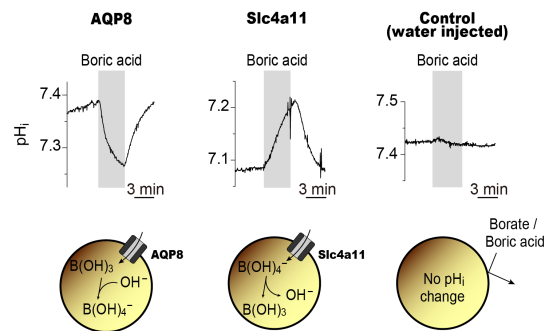 AQP8
Slc4a11
Control
(water injected)
Boric acid
Boric acid
Boric acid
pHi
7.4
7.3
3 min
7.2
7.1
3 min
7.5
7.4
3 min
AQP8
B(OH)3
OH−
B(OH)4−
Slc4a11
B(OH)4−
OH−
B(OH)3
Borate /
Boric acid
No pHi
change